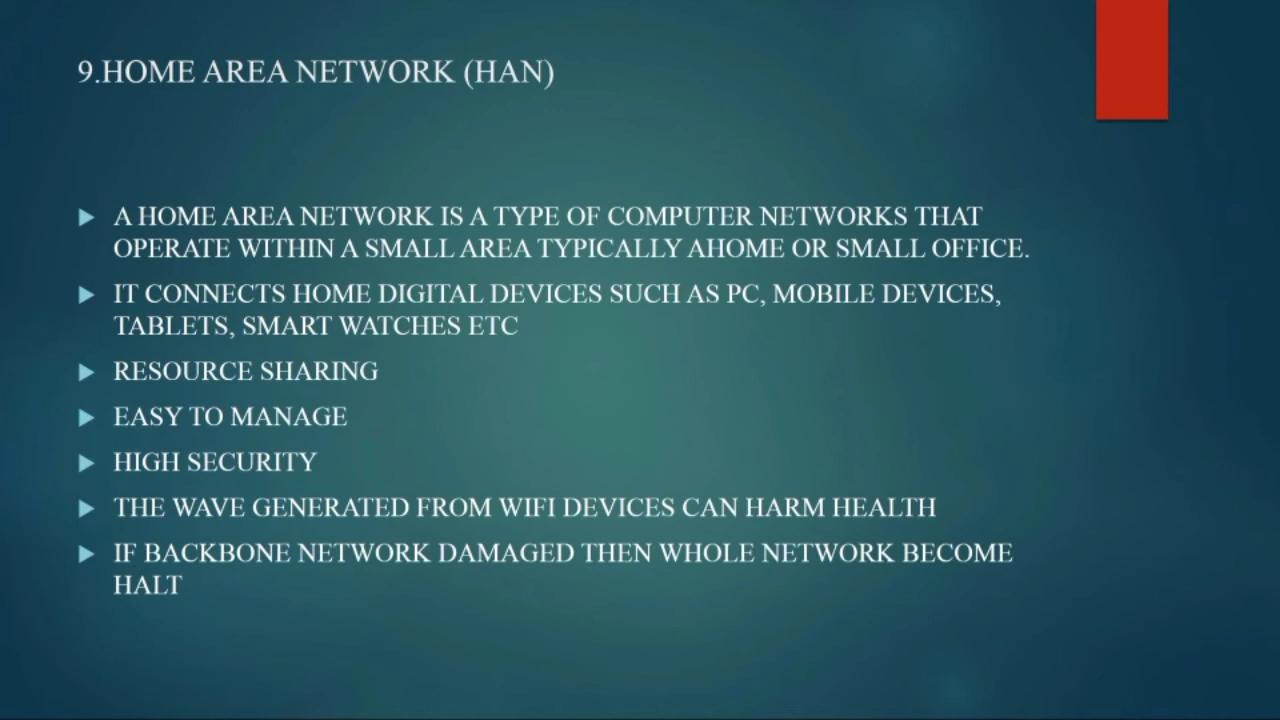 9.HOME AREA NETWORK (HAN)
A HOME AREA NETWORK IS A TYPE OF COMPUTER NETWORKS THAT
OPERATE WITHIN A SMALL AREA TYPICALLY AHOME OR SMALL OFFICE.
IT CONNECTS HOME DIGITAL DEVICES SUCH AS PC, MOBILE DEVICES,
TABLETS, SMART WATCHES ETC
RESOURCE SHARING
EASY TO MANAGE
HIGH SECURITY
THE WAVE GENERATED FROM WIFI DEVICES CAN HARM HEALTH
IF BACKBONE NETWORK DAMAGED THEN WHOLE NETWORK BECOME
HALT